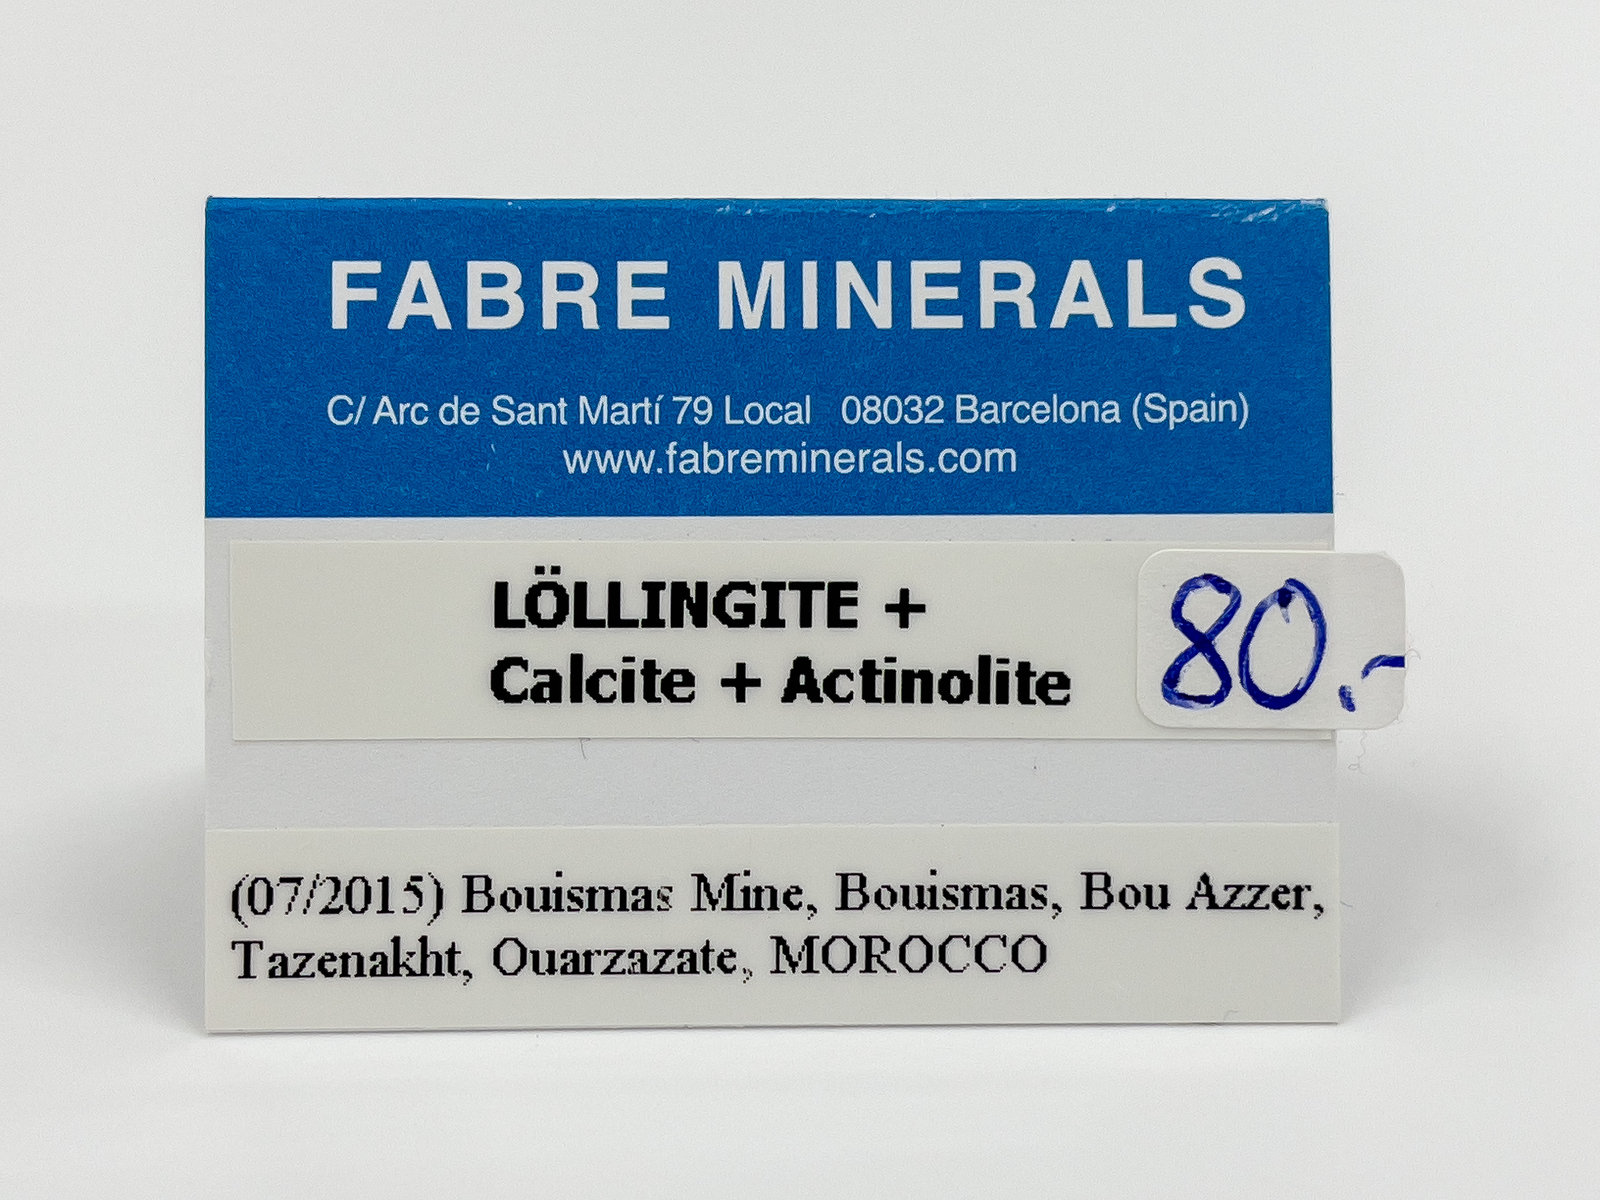 FABRE MINERALS
C/ Arc de Sant Martí 79 Local   08032 Barcelona (Spain)
www.fabreminerals.com
LÖLLINGITE +
Calcite + Actinolite
80.-
(07/2015) Bouismas Mine, Bouismas, Bou Azzer,
Tazenakht, Ouarzazate, MOROCCO